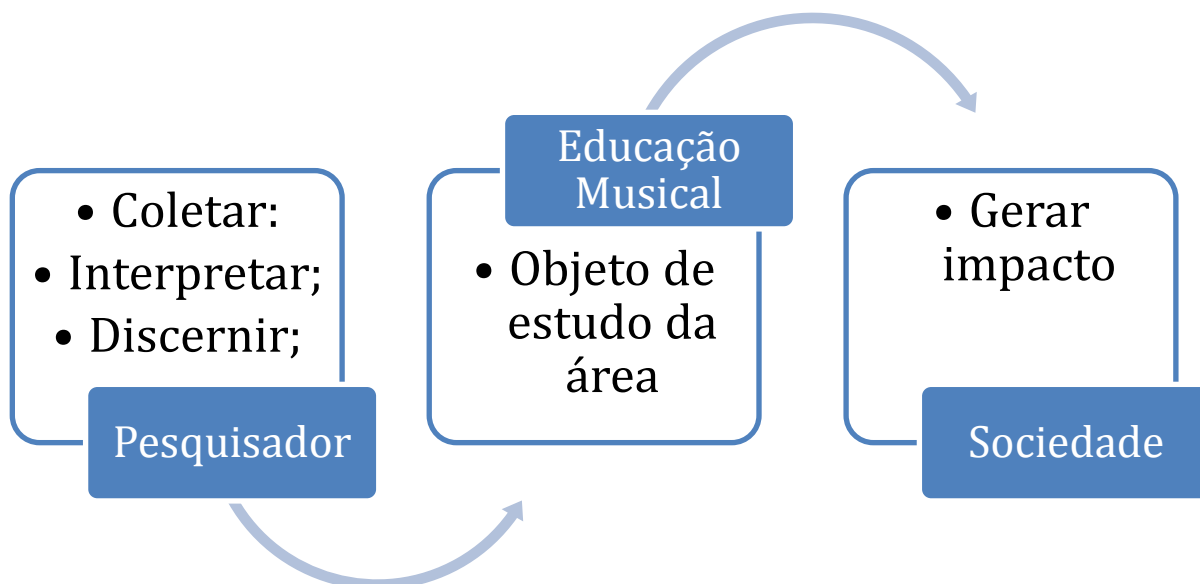 • Coletar:
• Interpretar;
• Discernir;
Pesquisador
Educação
Musical
• Objeto de
estudo da
área
• Gerar
impacto
Sociedade